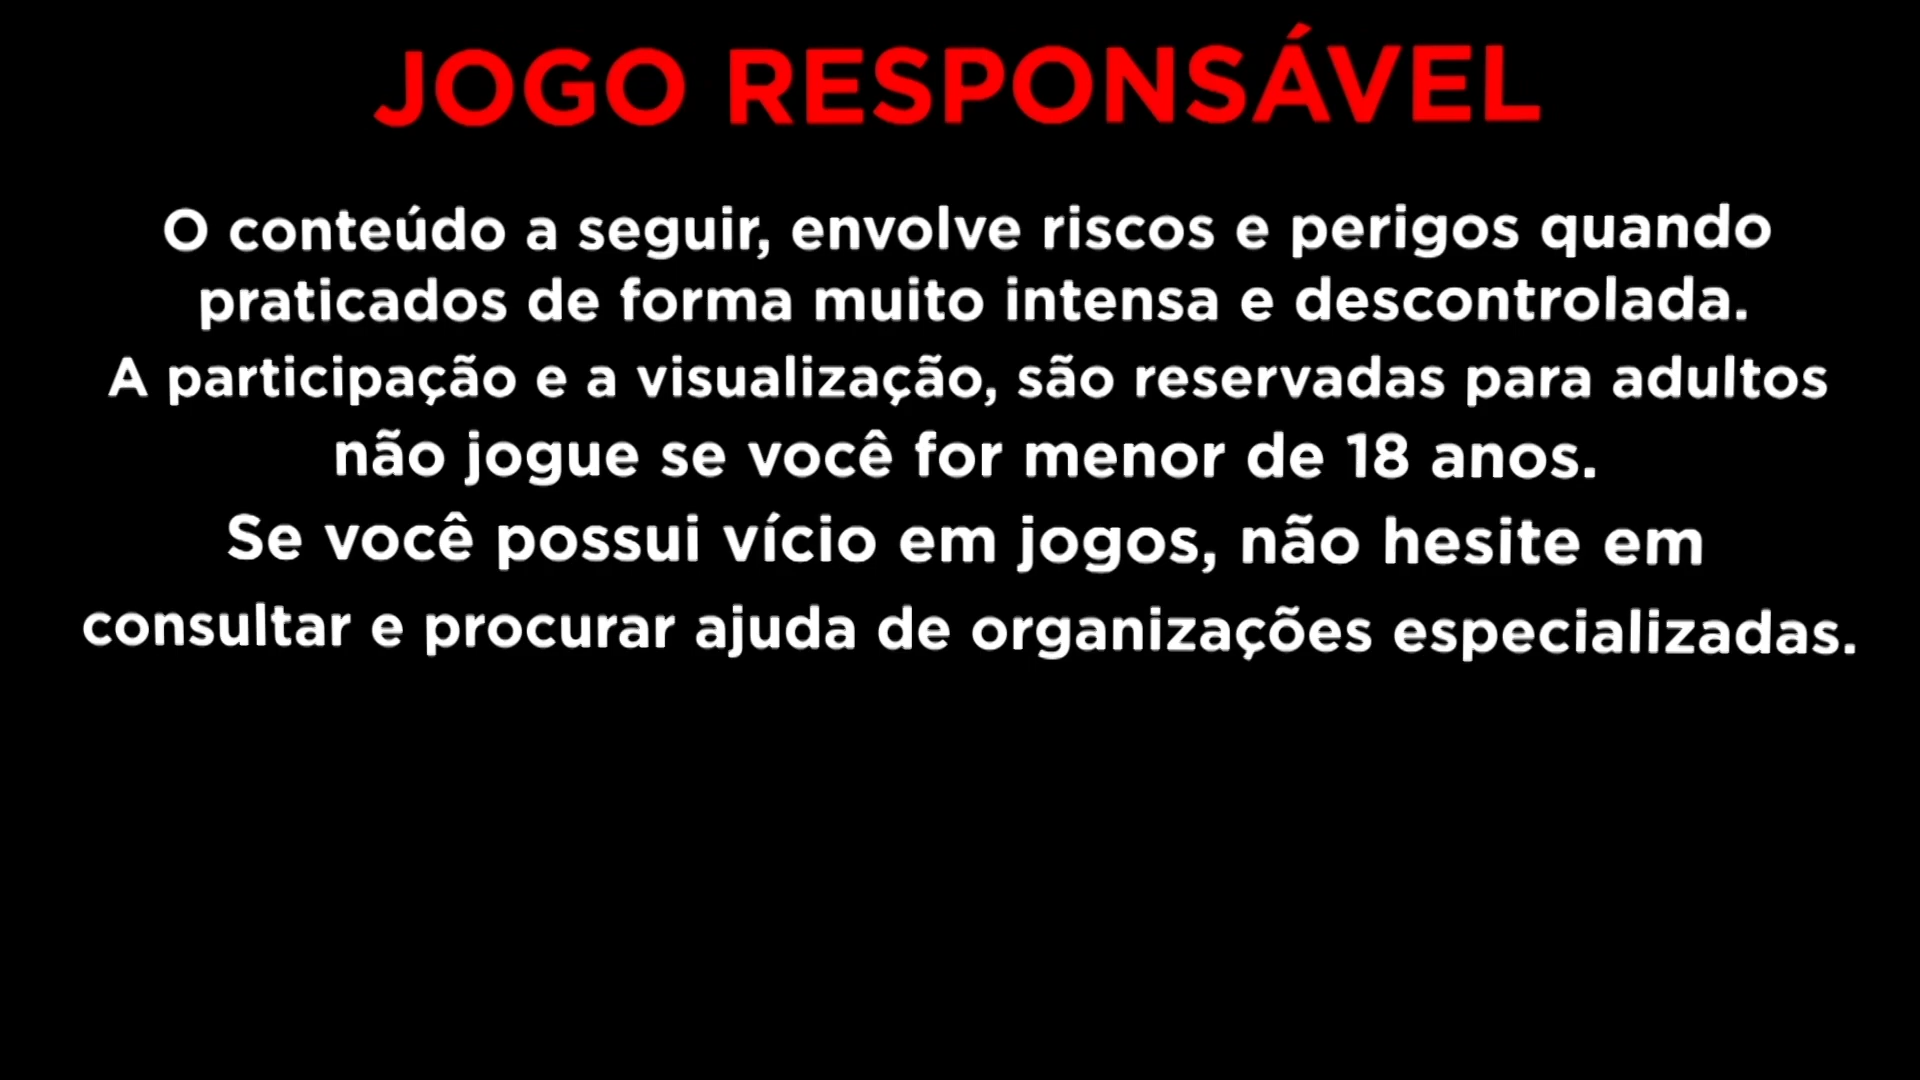 JOGO RESPONSÁVEL
O conteúdo a seguir, envolve riscos e perigos quando
praticados de forma muito intensa e descontrolada.
A participação e a visualização, são reservadas para adultos
não jogue se você for menor de 18 anos.
Se você possui vício em jogos, não hesite em
consultar e procurar ajuda de organizações especializadas.